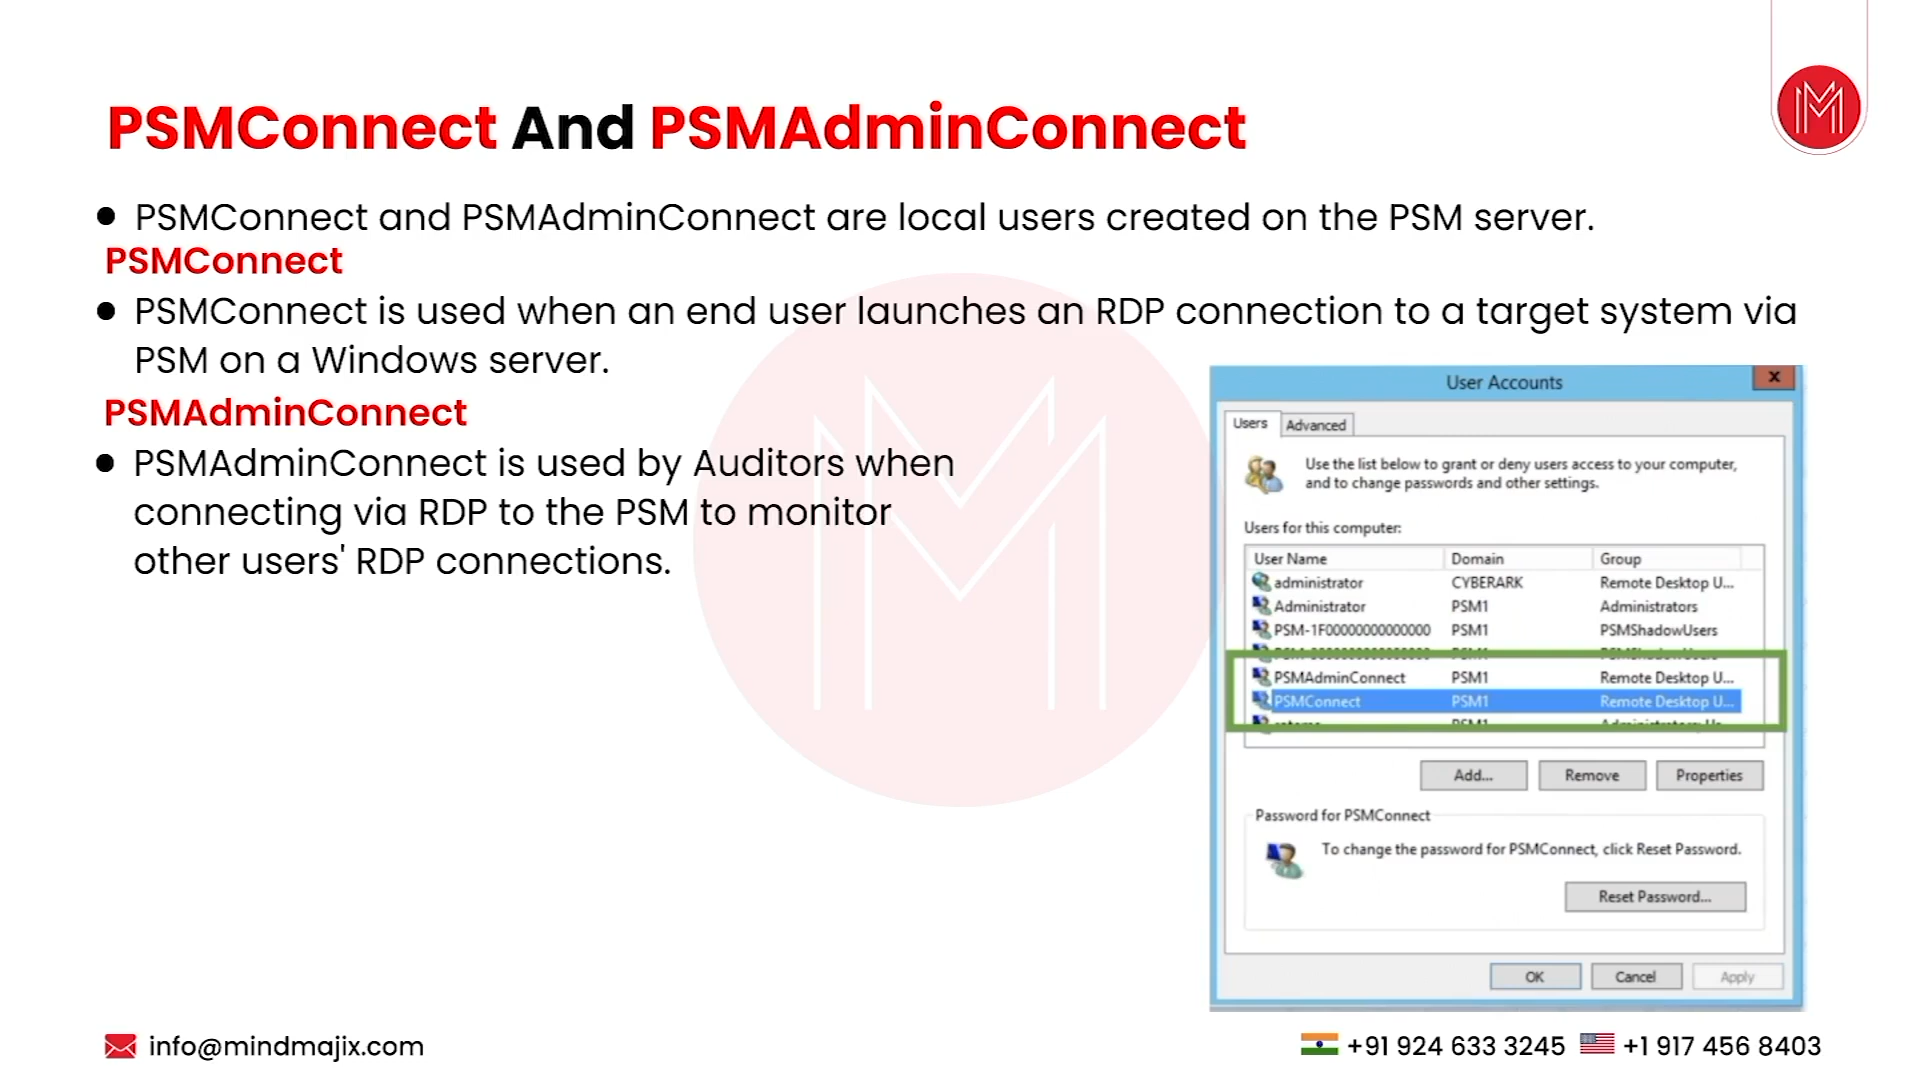 PSMConnect And PSMAdminConnect
● PSMConnect and PSMAdminConnect are local users created on the PSM server.
PSMConnect
● PSMConnect is used when an end user launches an RDP connection to a target system via
PSM on a Windows server.
PSMAdminConnect
● PSMAdminConnect is used by Auditors when
connecting via RDP to the PSM to monitor
other users' RDP connections.
User Accounts
x
Users Advanced
Use the list below to grant or deny users access to your computer,
and to change passwords and other settings.
Users for this computer:
User Name Domain Group
administrator CYBERARK Remote Desktop U...
Administrator PSM1 Administrators
PSM-1F00000000000000 PSM1 PSMShadowUsers
PSMAdminConnect PSM1 Remote Desktop U...
PSMConnect PSM1 Remote Desktop U...
Add... Remove Properties
Password for PSMConnect
To change the password for PSMConnect, click Reset Password.
Reset Password...
OK Cancel Apply
info@mindmajix.com +91 924 633 3245 +1 917 456 8403